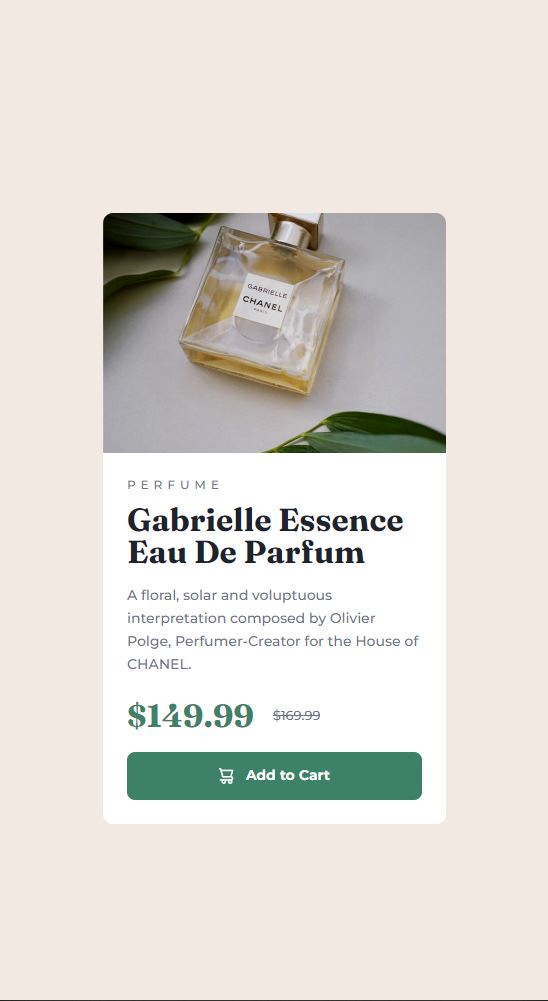 GABRIELLE
CHANEL
PARIS
PERFUME
Gabrielle Essence
Eau De Parfum
A floral, solar and voluptuous
interpretation composed by Olivier
Polge, Perfumer-Creator for the House of
CHANEL.
$149.99 $169.99
Add to Cart